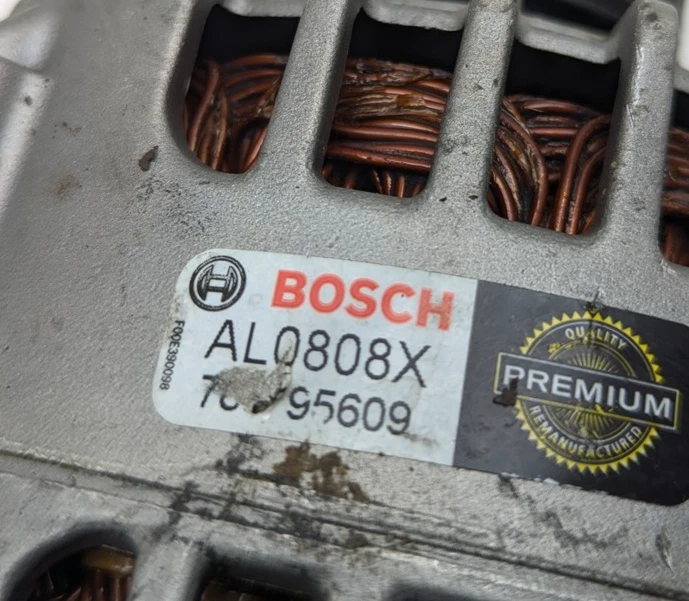 BOSCH
AL0808X
95609
F00E390098
QUALITY
PREMIUM
REMANUFACTURED